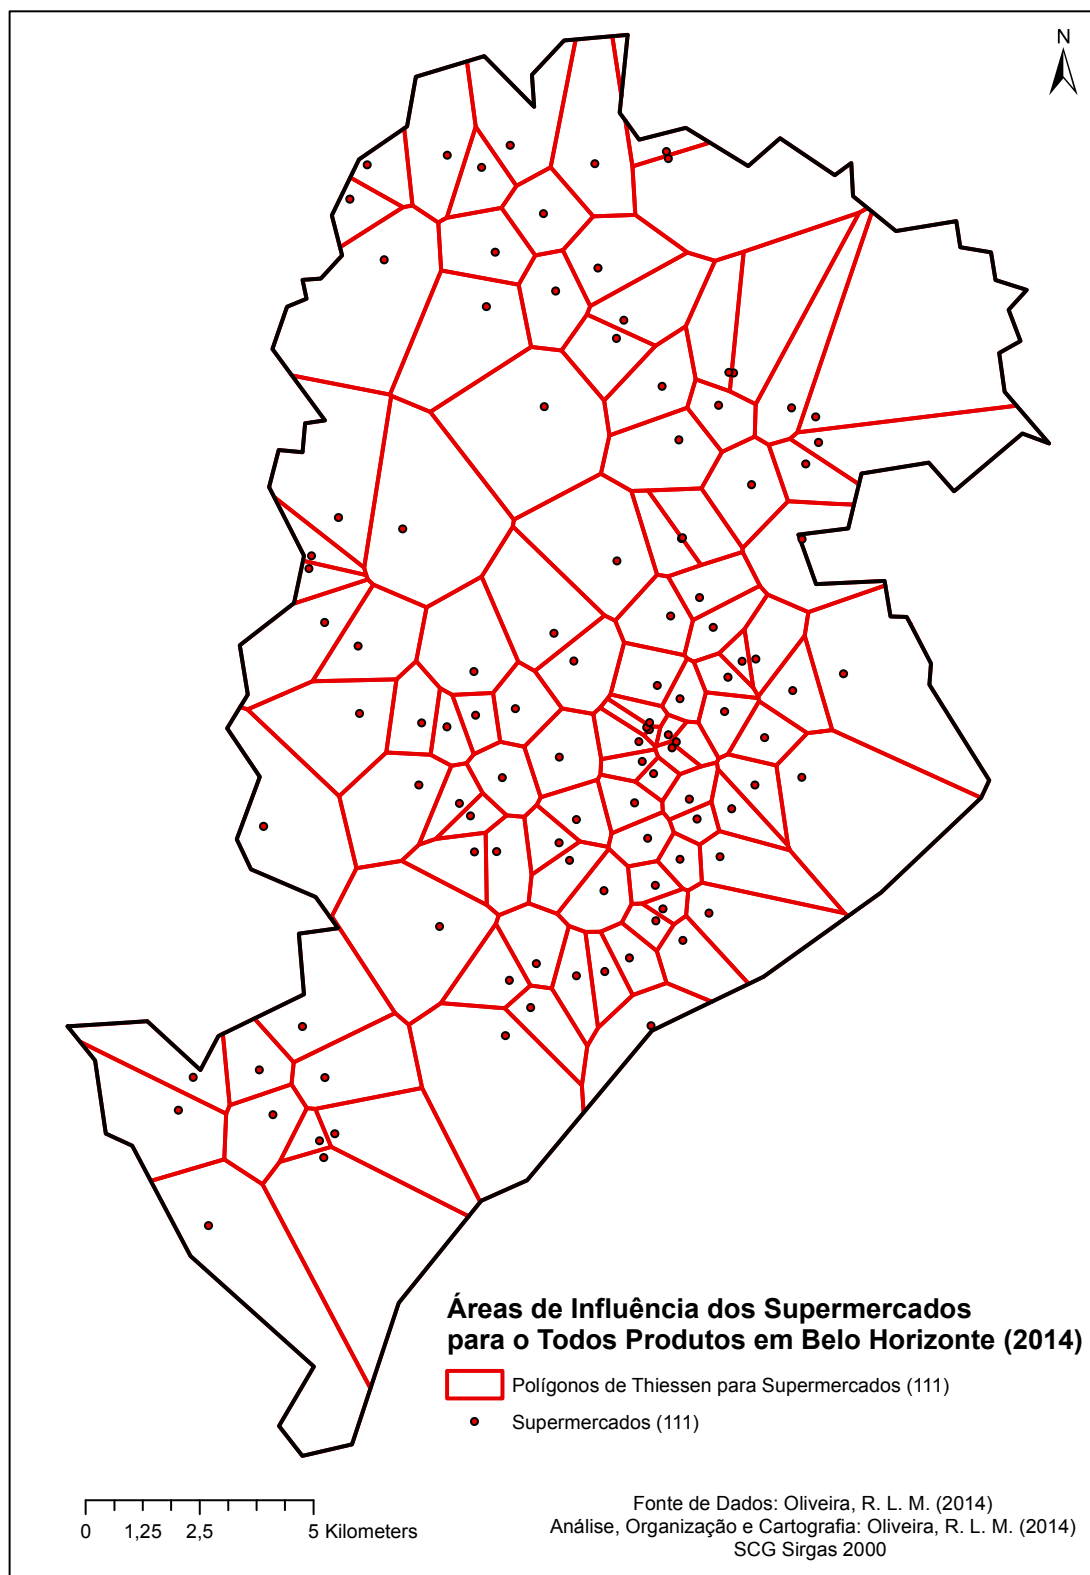 N
Áreas de Influência dos Supermercados
para o Todos Produtos em Belo Horizonte (2014)
Polígonos de Thiessen para Supermercados (111)
Supermercados (111)
0 1,25 2,5 5 Kilometers
Fonte de Dados: Oliveira, R. L. M. (2014)
Análise, Organização e Cartografia: Oliveira, R. L. M. (2014)
SCG Sirgas 2000